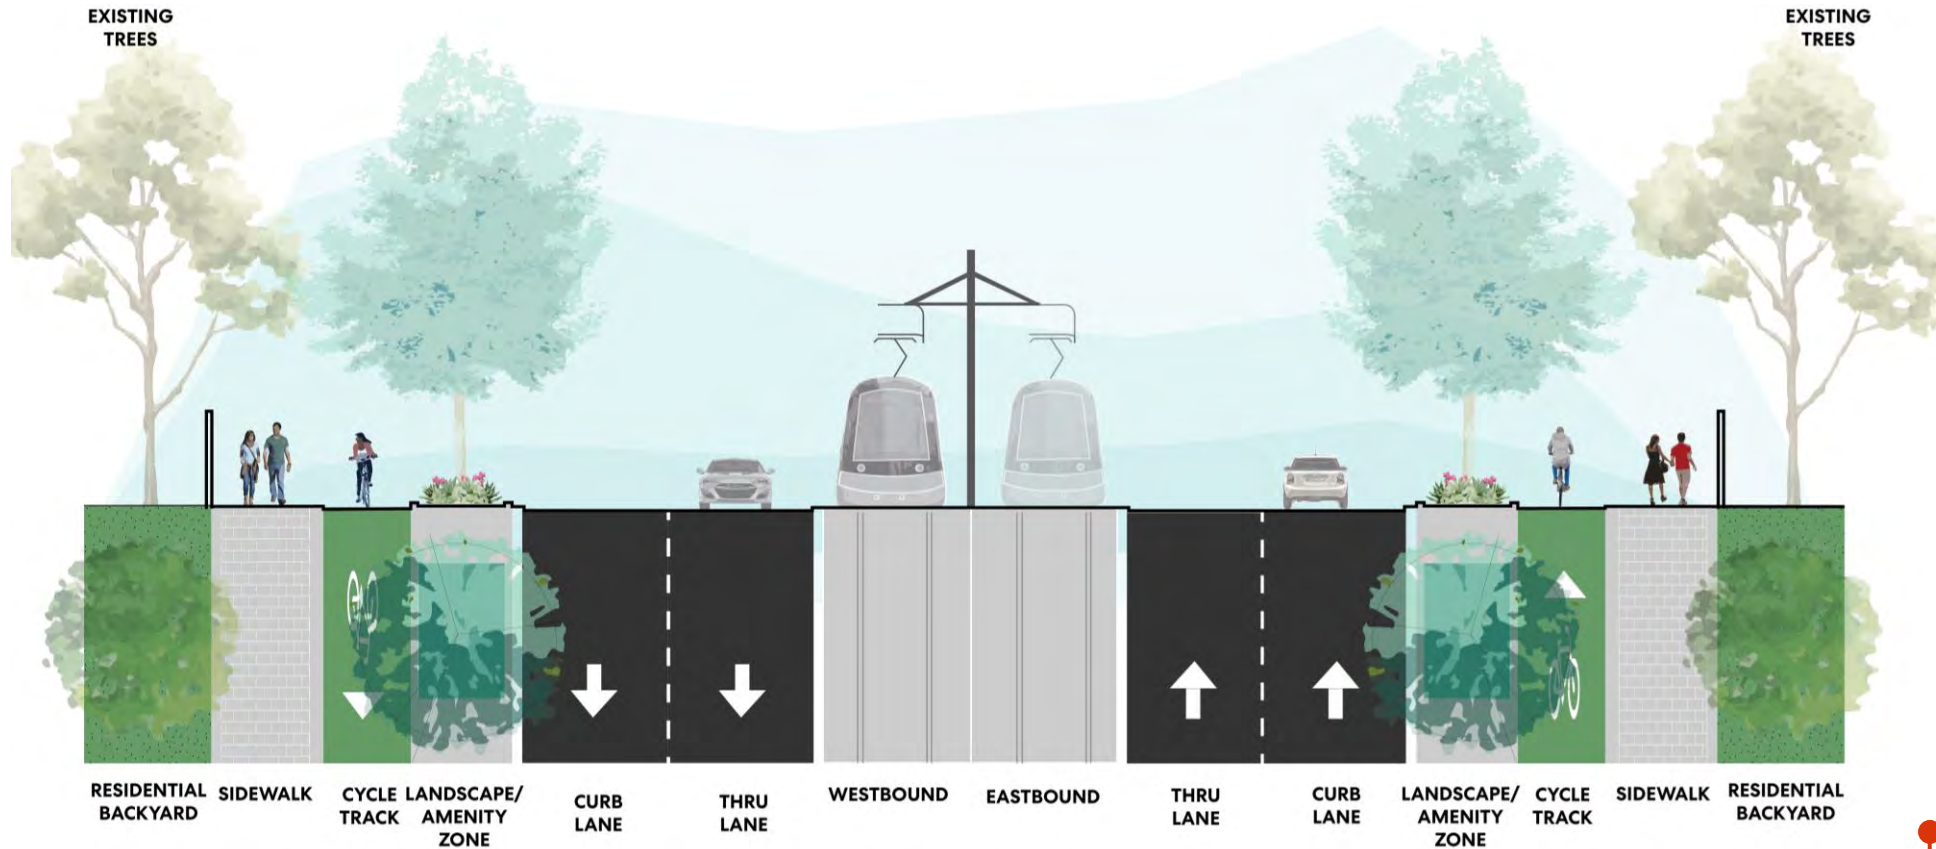 EXISTING
TREES
EXISTING
TREES
RESIDENTIAL
BACKYARD
SIDEWALK
CYCLE
TRACK
LANDSCAPE/
AMENITY
ZONE
CURB
LANE
THRU
LANE
WESTBOUND
EASTBOUND
THRU
LANE
CURB
LANE
LANDSCAPE/
AMENITY
ZONE
CYCLE
TRACK
SIDEWALK
RESIDENTIAL
BACKYARD